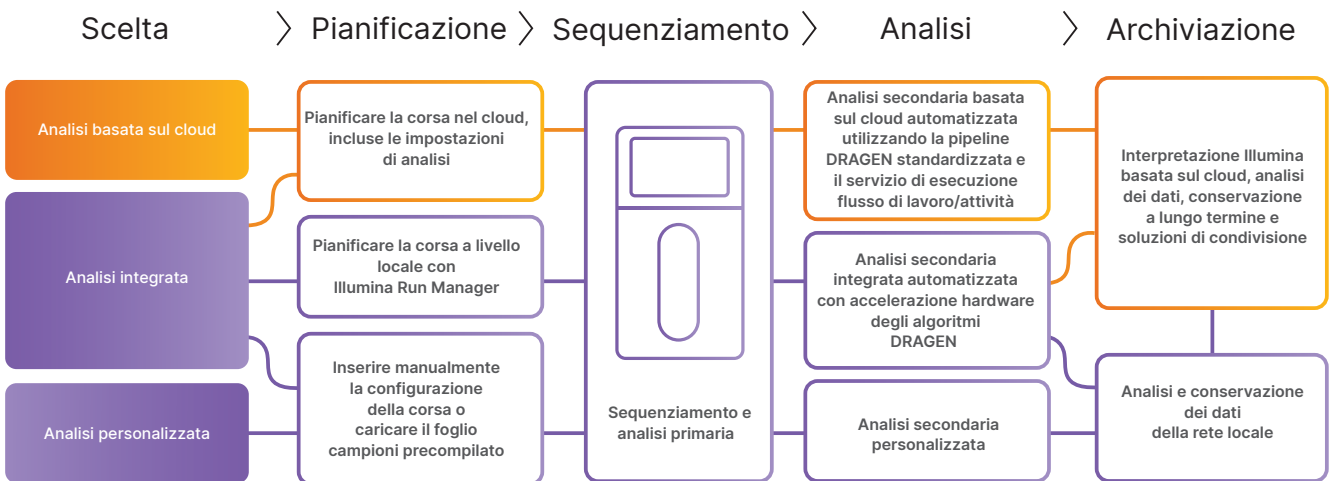 Scelta
Pianificazione
Sequenziamento
Analisi
Archiviazione
Analisi basata sul cloud
Analisi integrata
Analisi personalizzata
Pianificare la corsa nel cloud,
incluse le impostazioni
di analisi
Pianificare la corsa a livello
locale con
Illumina Run Manager
Inserire manualmente
la configurazione
della corsa o
caricare il foglio
campioni precompilato
Sequenziamento e
analisi primaria
Analisi secondaria basata
sul cloud automatizzata
utilizzando la pipeline
DRAGEN standardizzata e
il servizio di esecuzione
flusso di lavoro/attività
Analisi secondaria
integrata automatizzata
con accelerazione hardware
degli algoritmi
DRAGEN
Analisi secondaria
personalizzata
Interpretazione Illumina
basata sul cloud, analisi
dei dati, conservazione
a lungo termine e
soluzioni di condivisione
Analisi e conservazione
dei dati
della rete locale